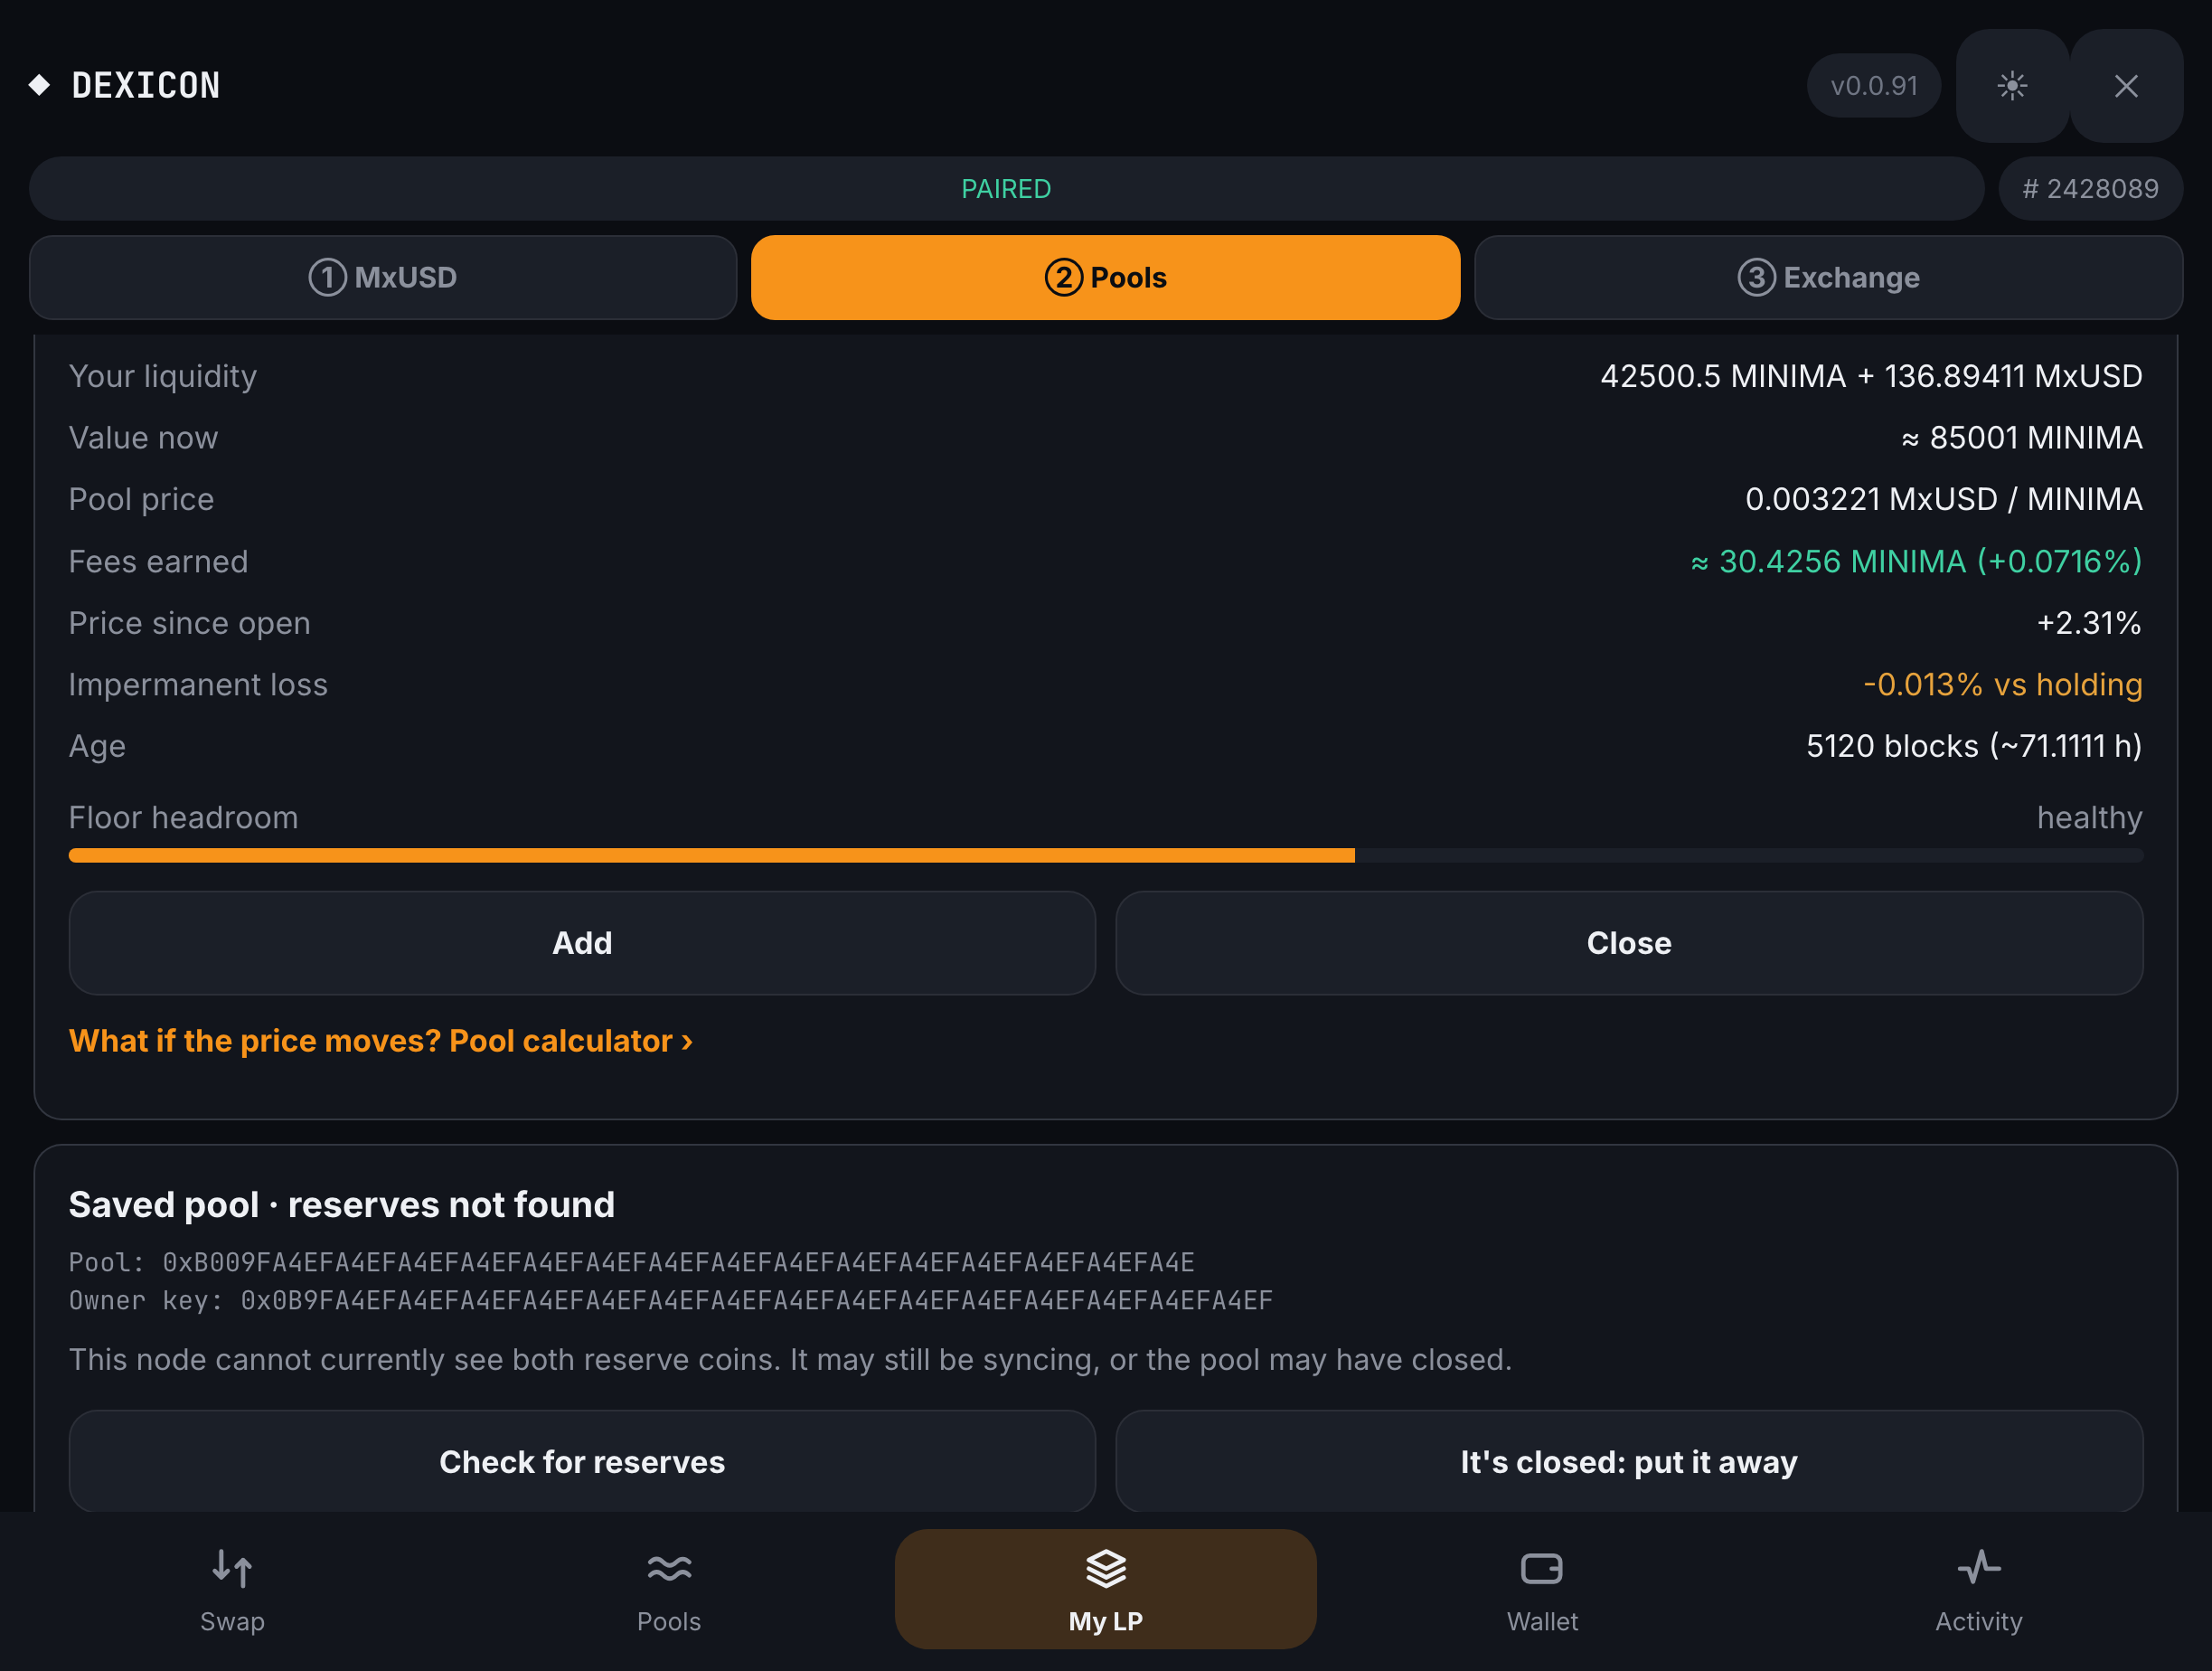 DEXICON
v0.0.91
PAIRED
# 2428089
① MxUSD
② Pools
③ Exchange
Your liquidity 42500.5 MINIMA + 136.89411 MxUSD
Value now ≈ 85001 MINIMA
Pool price 0.003221 MxUSD / MINIMA
Fees earned ≈ 30.4256 MINIMA (+0.0716%)
Price since open +2.31%
Impermanent loss -0.013% vs holding
Age 5120 blocks (~71.1111 h)
Floor headroom healthy
Add
Close
What if the price moves? Pool calculator ›
Saved pool · reserves not found
Pool: 0xB009FA4EFA4EFA4EFA4EFA4EFA4EFA4EFA4EFA4EFA4EFA4EFA4EFA4EFA4EFA4E
Owner key: 0x0B9FA4EFA4EFA4EFA4EFA4EFA4EFA4EFA4EFA4EFA4EFA4EFA4EFA4EFA4EFA4EF
This node cannot currently see both reserve coins. It may still be syncing, or the pool may have closed.
Check for reserves
It's closed: put it away
Swap
Pools
My LP
Wallet
Activity